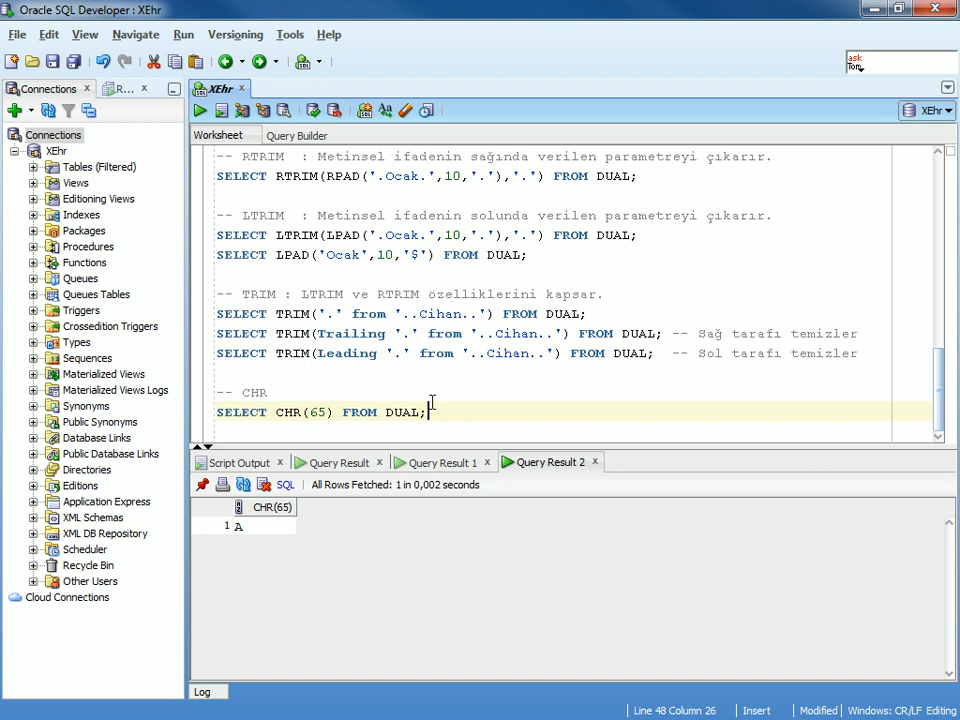 Oracle SQL Developer : XEhr
File Edit View Navigate Run Versioning Tools Help
ask
Tom
Connections R...
XEhr
XEhr
Worksheet Query Builder
Connections
XEhr
Tables (Filtered)
Views
Editioning Views
Indexes
Packages
Procedures
Functions
Queues
Queues Tables
Triggers
Crossedition Triggers
Types
Sequences
Materialized Views
Materialized Views Logs
Synonyms
Public Synonyms
Database Links
Public Database Links
Directories
Editions
Application Express
XML Schemas
XML DB Repository
Scheduler
Recycle Bin
Other Users
Cloud Connections
-- RTRIM : Metinsel ifadenin sağında verilen parametreyi çıkarır.
SELECT RTRIM(RPAD('.Ocak.',10,'.'),'.') FROM DUAL;
-- LTRIM : Metinsel ifadenin solunda verilen parametreyi çıkarır.
SELECT LTRIM(LPAD('.Ocak.',10,'.'),'.') FROM DUAL;
SELECT LPAD('Ocak',10,'$') FROM DUAL;
-- TRIM : LTRIM ve RTRIM özelliklerini kapsar.
SELECT TRIM('.' from '..Cihan..') FROM DUAL;
SELECT TRIM(Trailing '.' from '..Cihan..') FROM DUAL; -- Sağ tarafı temizler
SELECT TRIM(Leading '.' from '..Cihan..') FROM DUAL; -- Sol tarafı temizler
-- CHR
SELECT CHR(65) FROM DUAL;
Script Output Query Result Query Result 1 Query Result 2
SQL All Rows Fetched: 1 in 0,002 seconds
CHR(65)
1 A
Log
Line 48 Column 26 Insert Modified Windows: CR/LF Editing